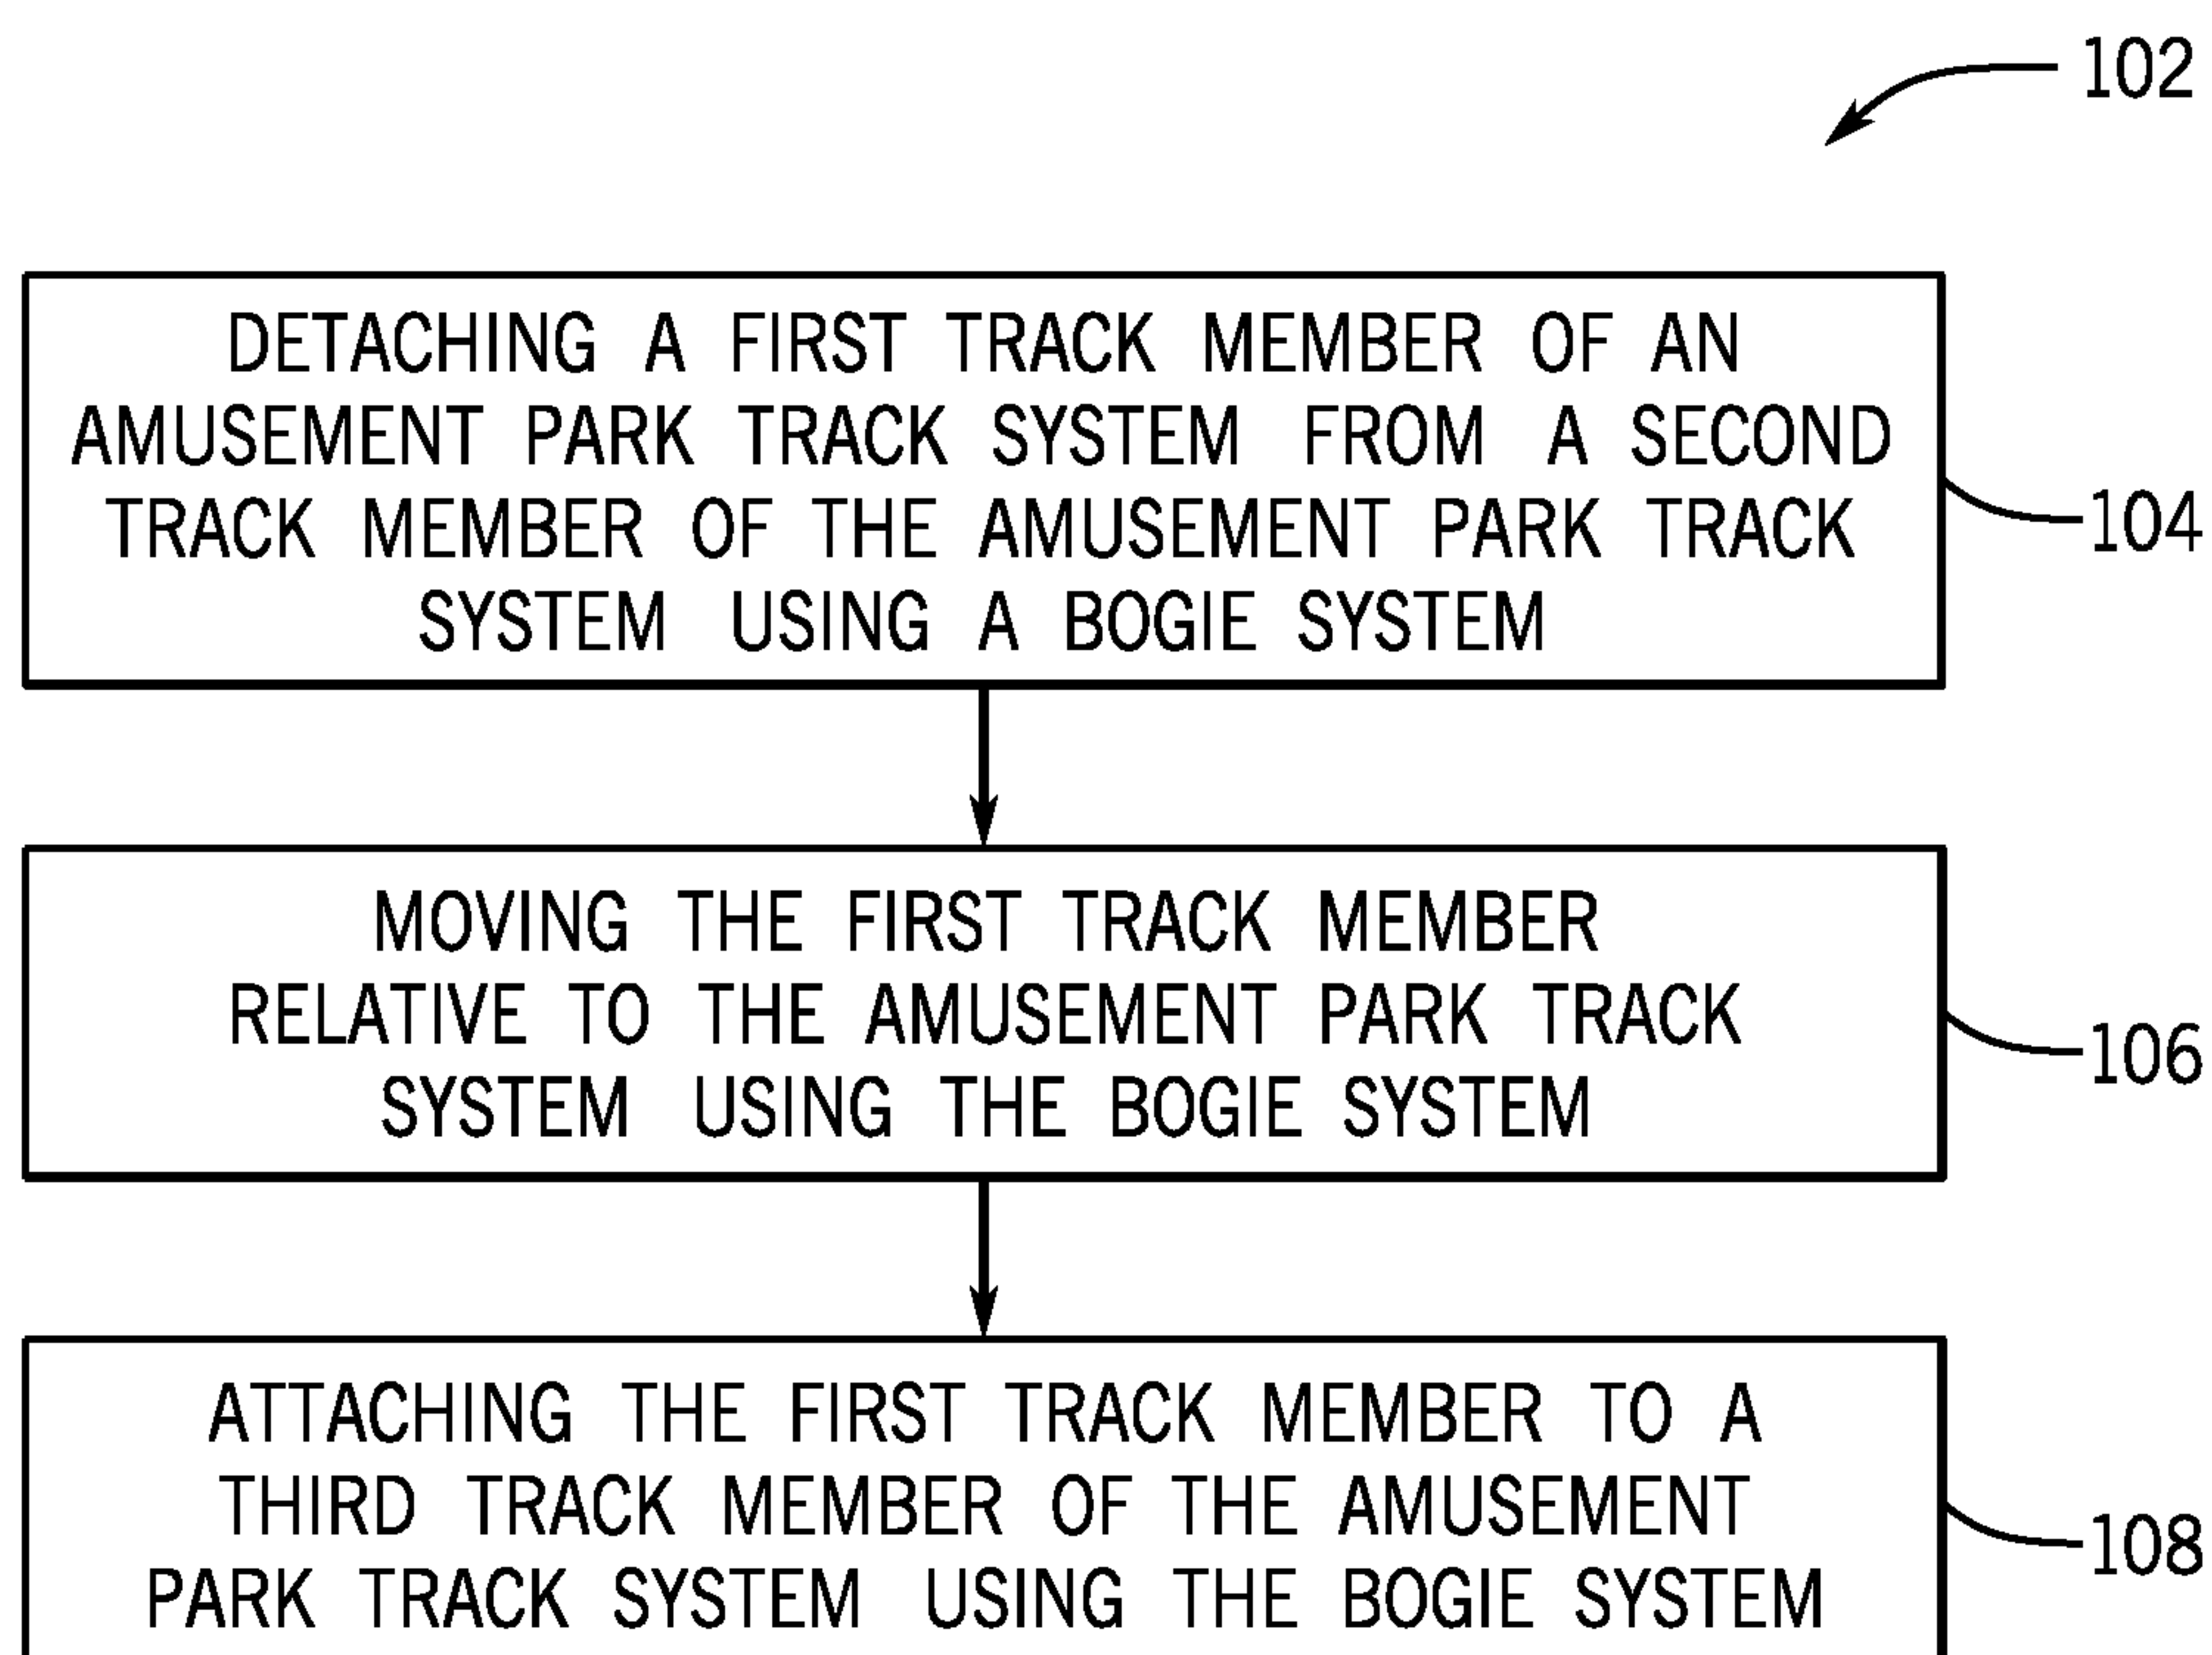 102
DETACHING A FIRST TRACK MEMBER OF AN
AMUSEMENT PARK TRACK SYSTEM FROM A SECOND
TRACK MEMBER OF THE AMUSEMENT PARK TRACK
SYSTEM USING A BOGIE SYSTEM
104
MOVING THE FIRST TRACK MEMBER
RELATIVE TO THE AMUSEMENT PARK TRACK
SYSTEM USING THE BOGIE SYSTEM
106
ATTACHING THE FIRST TRACK MEMBER TO A
THIRD TRACK MEMBER OF THE AMUSEMENT
PARK TRACK SYSTEM USING THE BOGIE SYSTEM
108